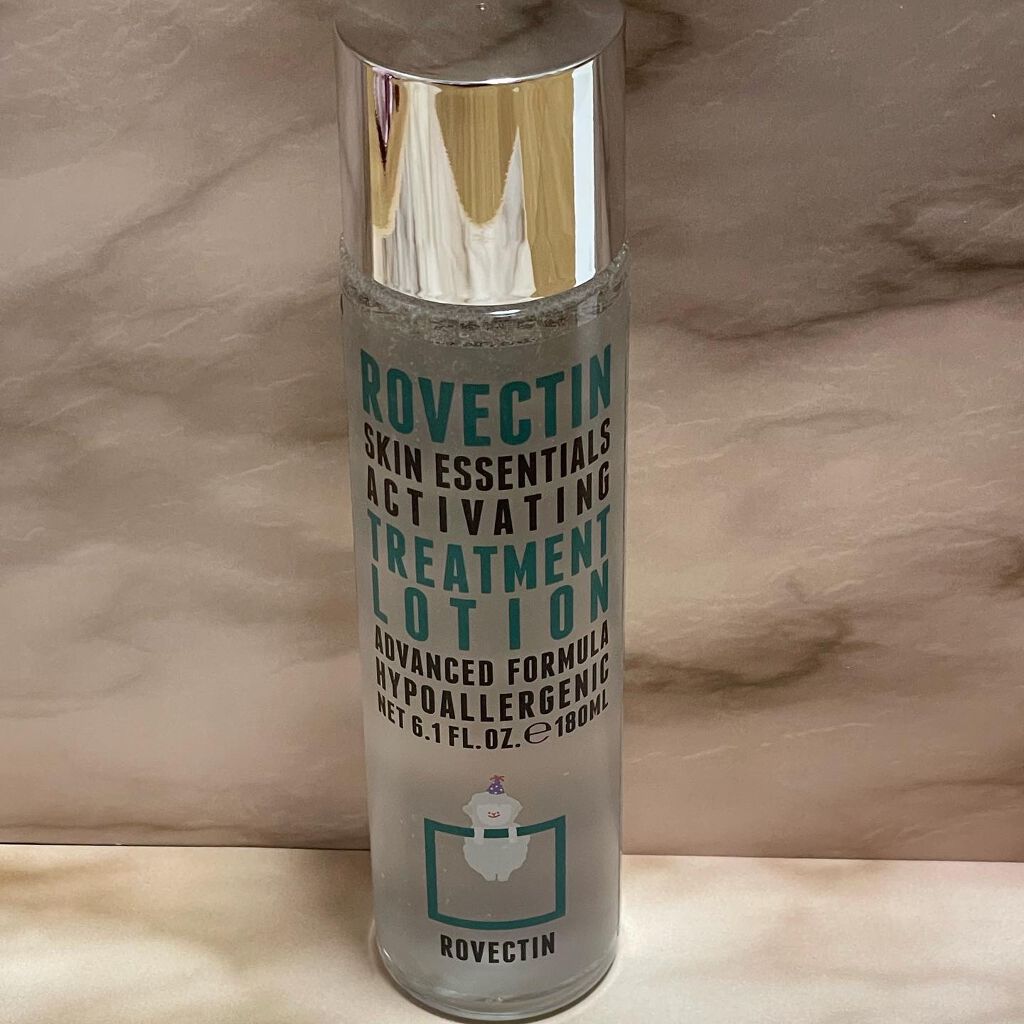 ROVECTIN
SKIN ESSENTIALS
ACTIVATING
TREATMENT
LOTION
ADVANCED FORMULA
HYPOALLERGENIC
NET 6.1 FL.OZ.℮180ML
ROVECTIN